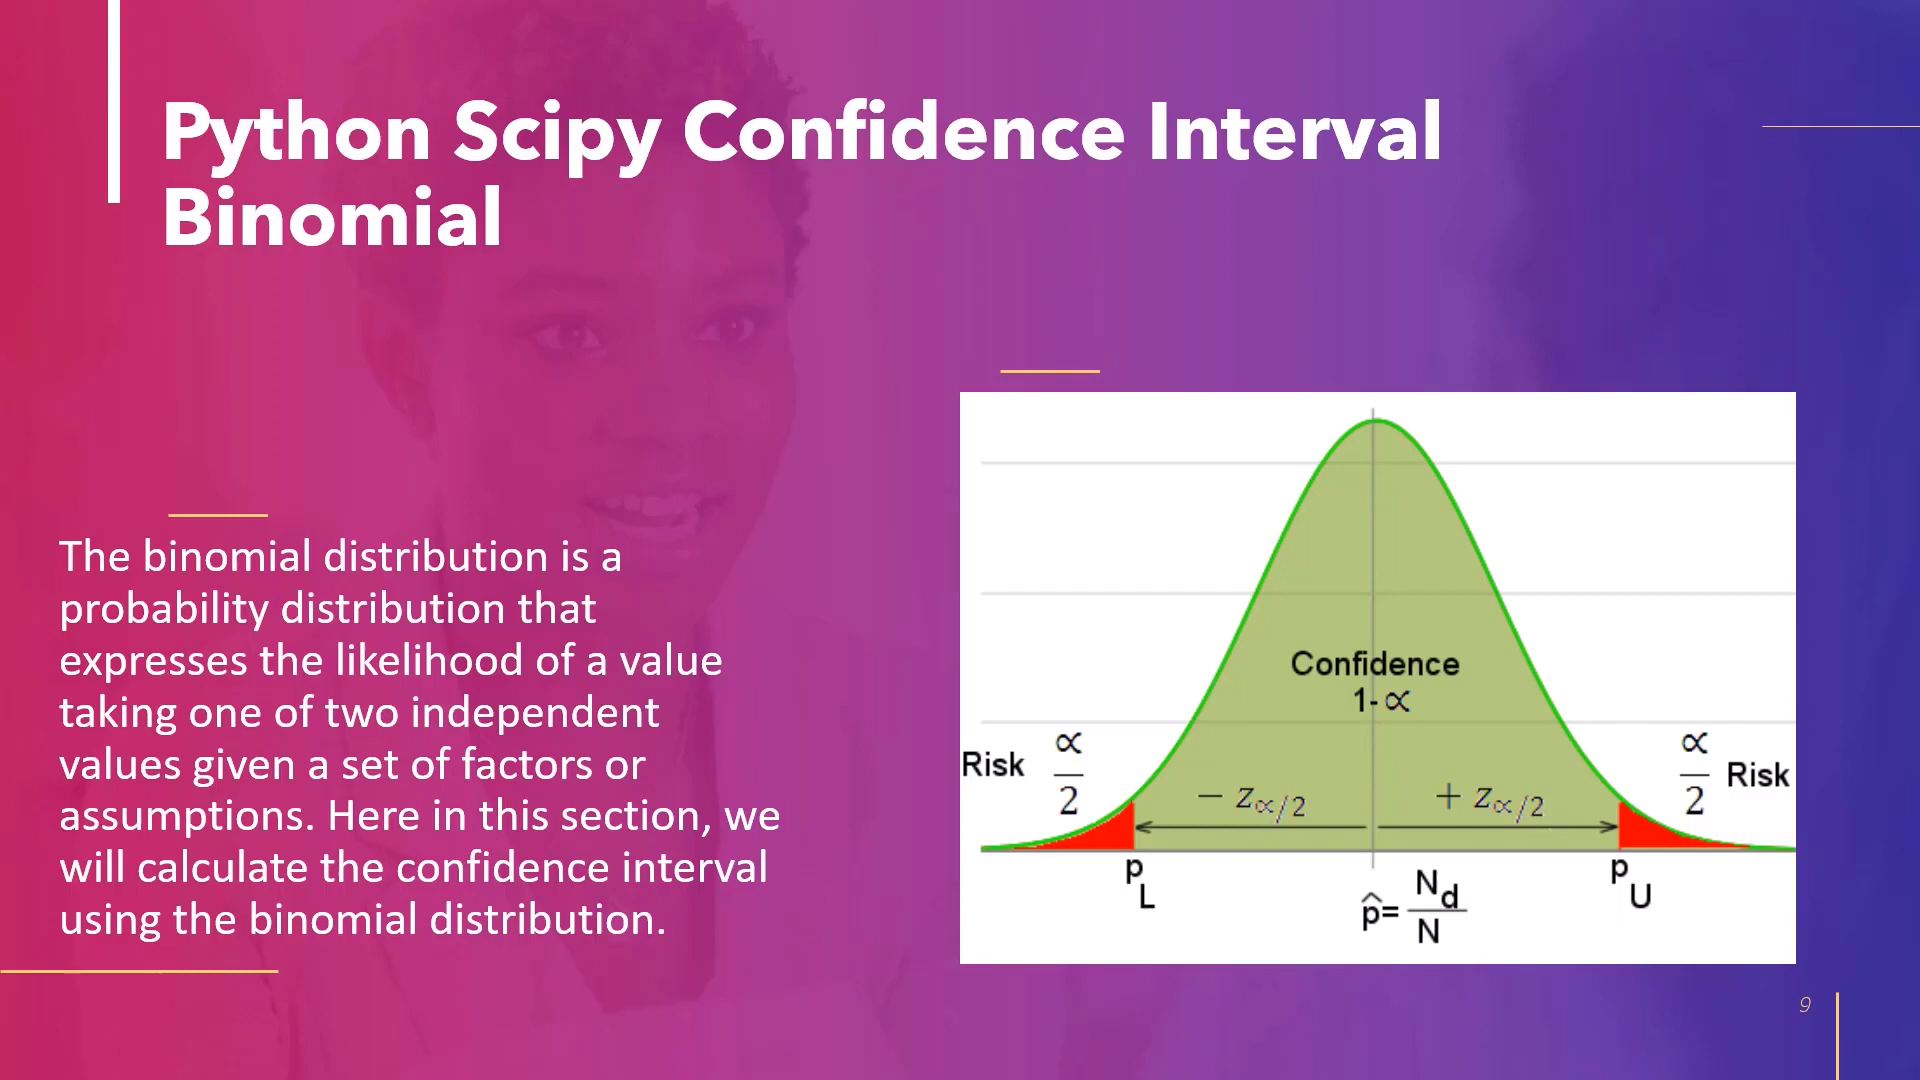 Python Scipy Confidence Interval
Binomial
The binomial distribution is a
probability distribution that
expresses the likelihood of a value
taking one of two independent
values given a set of factors or
assumptions. Here in this section, we
will calculate the confidence interval
using the binomial distribution.
Confidence
1-∝
Risk ∝/2
∝/2 Risk
− z∝/2
+ z∝/2
pL
pU
p̂= Nd/N
9